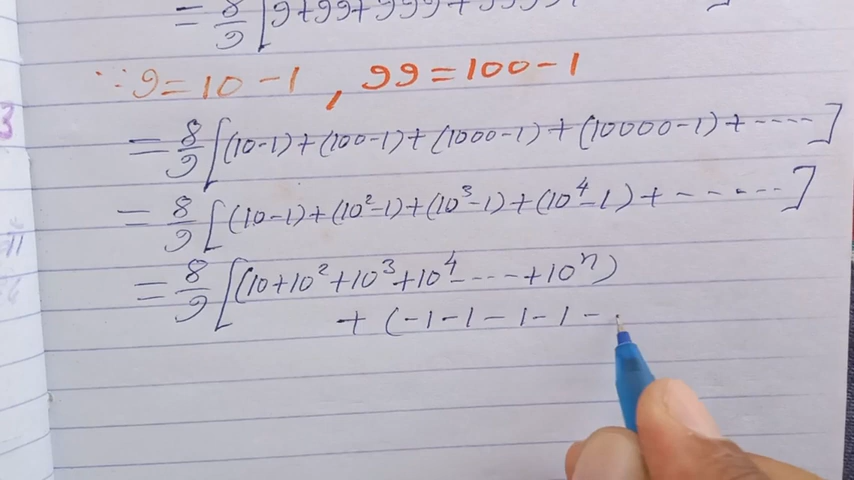 = 8/9 [9+99+999+9999
∵ 9=10-1 , 99=100-1
= 8/9 [(10-1)+(100-1)+(1000-1)+(10000-1)+----]
= 8/9 [(10-1)+(10²-1)+(10³-1)+(10⁴-1)+------]
= 8/9 [(10+10²+10³+10⁴----+10ⁿ)
+ (-1-1-1-1-